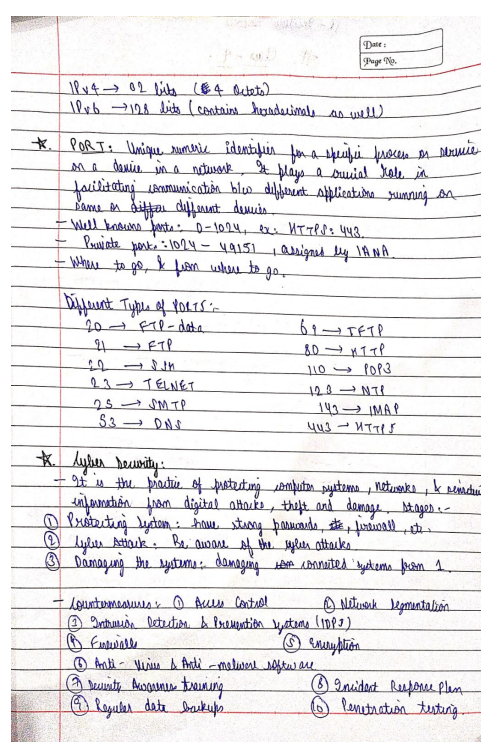 Date :
Page No.
IPv4 → 32 bits (4 Octets)
IPv6 → 128 bits (contains hexadecimals as well)
PORT: Unique numeric identifier for a specific process or service
on a device in a network. It plays a crucial role in
facilitating communication b/w different applications running on
same or different devices.
- Well known ports: 0-1024, ex: HTTPS: 443.
- Private ports: 1024 - 49151, assigned by IANA.
- Where to go, & from where to go.
Different Types of PORTS:-
20 → FTP-data
69 → TFTP
21 → FTP
80 → HTTP
22 → SSH
110 → POP3
23 → TELNET
123 → NTP
25 → SMTP
143 → IMAP
53 → DNS
443 → HTTPS
Cyber Security:
- It is the practice of protecting computer systems, networks, & sensitive
information from digital attacks, theft and damage. Stages:-
① Protecting System: have strong passwords, firewall, etc.
② Cyber Attack: Be aware of the cyber attacks
③ Damaging the systems: damaging connected systems from 1.
- Countermeasures: ① Access Control ② Network Segmentation
③ Intrusion Detection & Prevention Systems (IDPS)
④ Firewalls ⑤ Encryption
⑥ Anti-Virus & Anti-malware software
⑦ Security Awareness training ⑧ Incident Response Plan
⑨ Regular data backups ⑩ Penetration testing.